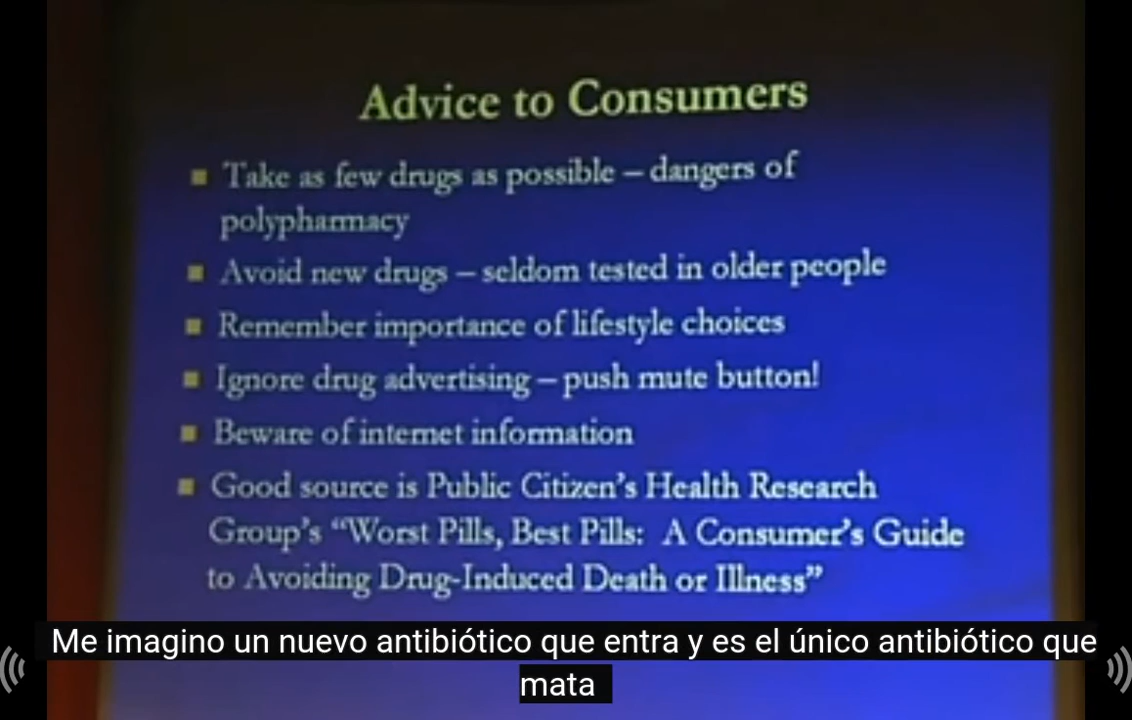 Advice to Consumers
Take as few drugs as possible – dangers of
polypharmacy
Avoid new drugs – seldom tested in older people
Remember importance of lifestyle choices
Ignore drug advertising – push mute button!
Beware of internet information
Good source is Public Citizen's Health Research
Group's “Worst Pills, Best Pills: A Consumer's Guide
to Avoiding Drug-Induced Death or Illness”
Me imagino un nuevo antibiótico que entra y es el único antibiótico que
mata